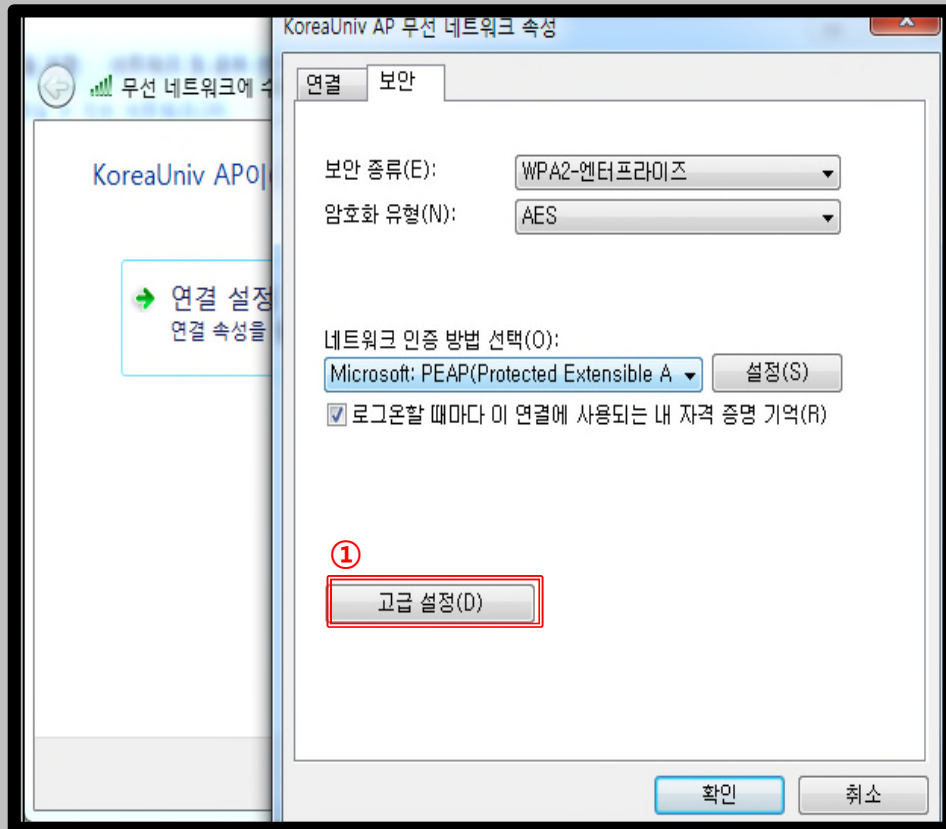 KoreaUniv AP 무선 네트워크 속성
무선 네트워크에 수
KoreaUniv AP이
연결 설정
연결 속성을
연결
보안
보안 종류(E):
WPA2-엔터프라이즈
암호화 유형(N):
AES
네트워크 인증 방법 선택(O):
Microsoft: PEAP(Protected Extensible A
설정(S)
로그온할 때마다 이 연결에 사용되는 내 자격 증명 기억(R)
①
고급 설정(D)
확인
취소